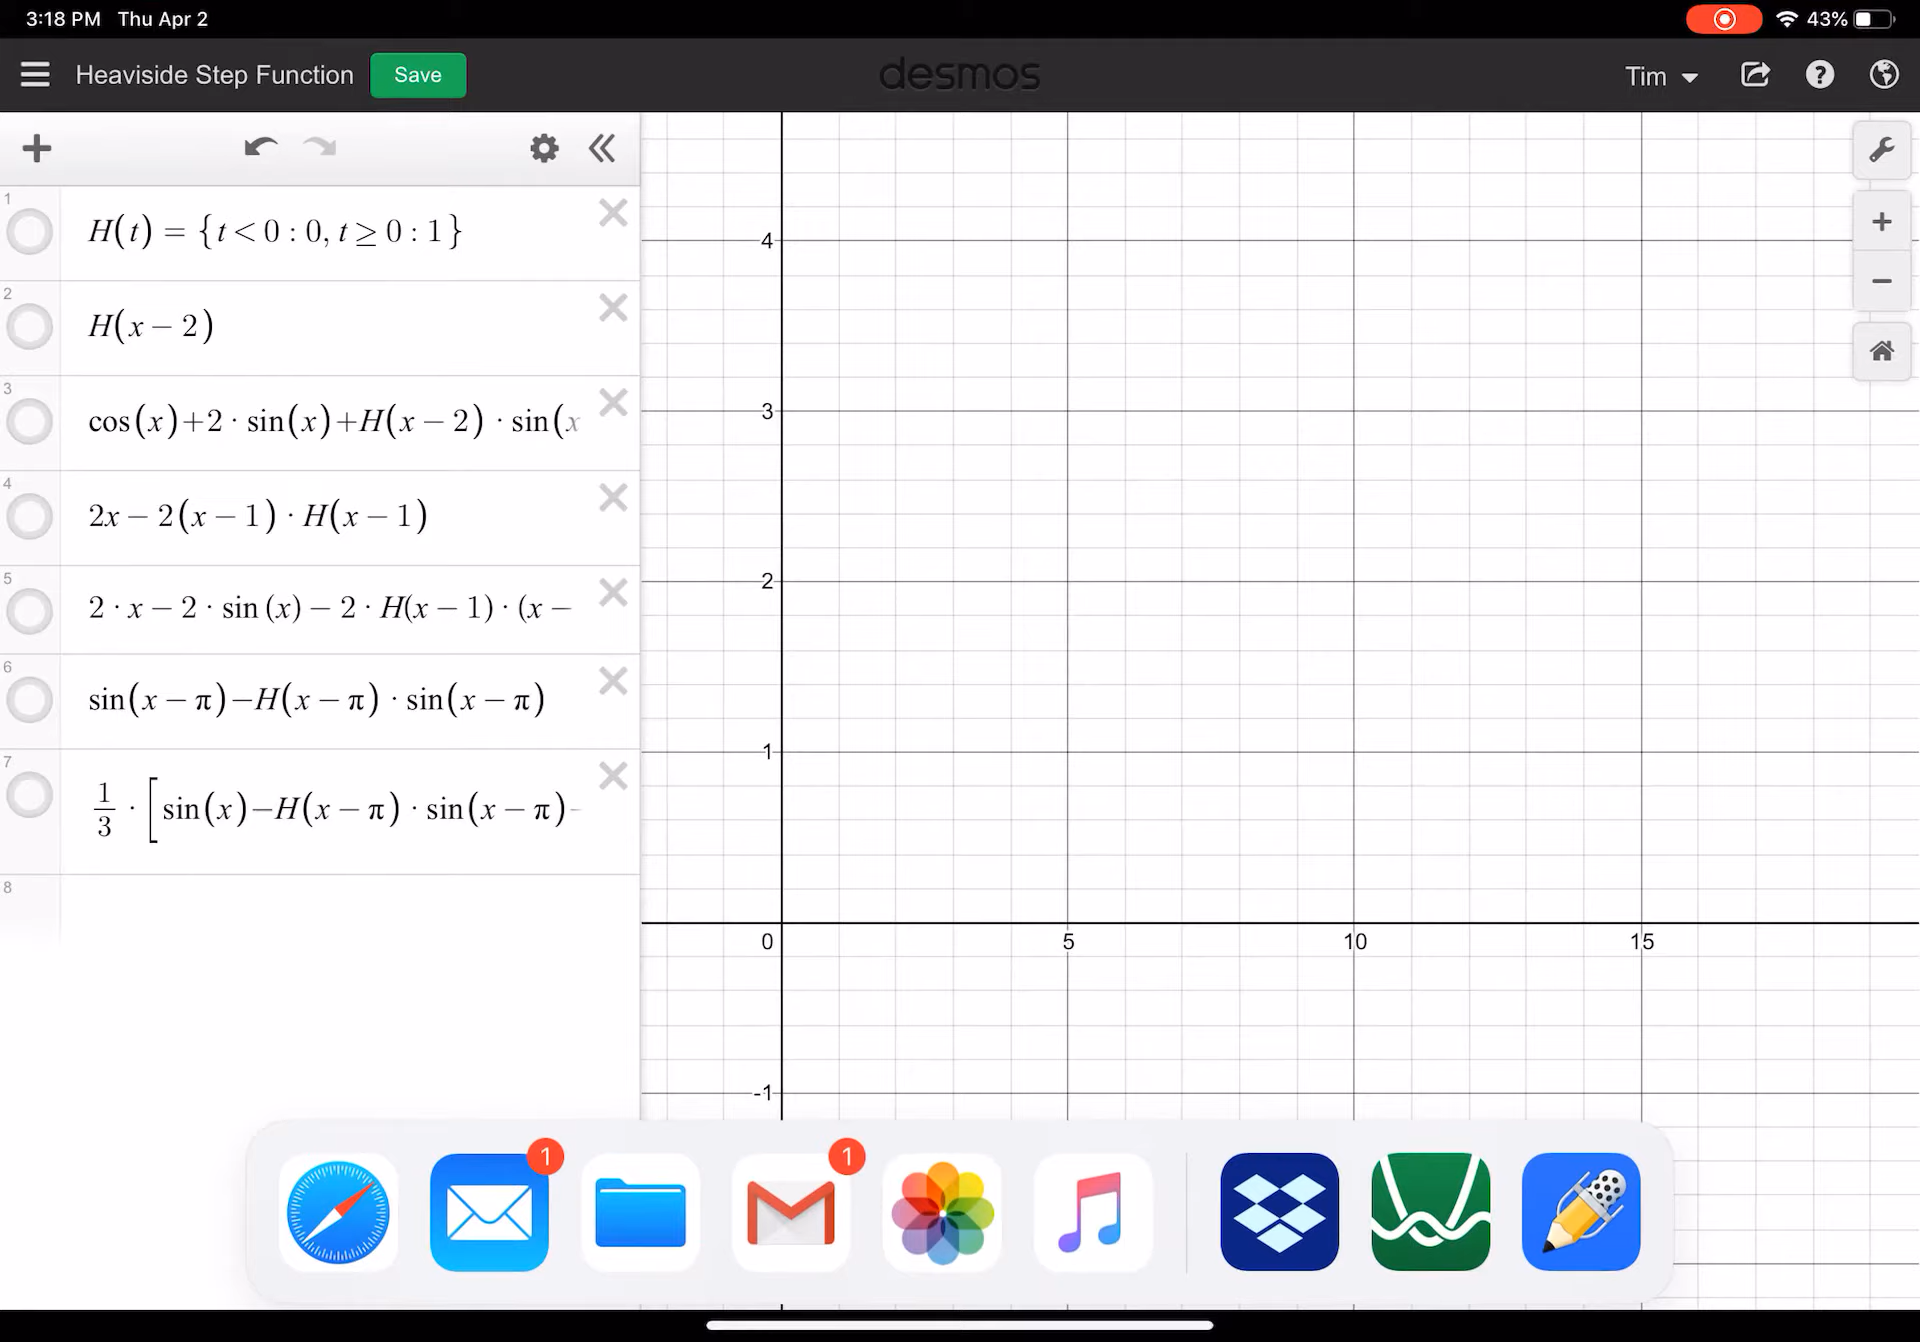 3:18 PM Thu Apr 2
43%
Heaviside Step Function
Save
desmos
Tim
1
H(t) = {t < 0 : 0, t ≥ 0 : 1}
2
H(x − 2)
3
cos(x)+2 · sin(x)+H(x − 2) · sin(x
4
2x − 2(x − 1) · H(x − 1)
5
2 · x − 2 · sin (x) − 2 · H(x − 1) · (x −
6
sin(x − π)−H(x − π) · sin(x − π)
7
1/3 · [sin(x)−H(x − π) · sin(x − π)−
8
4
3
2
1
0 5 10 15
-1
1
1